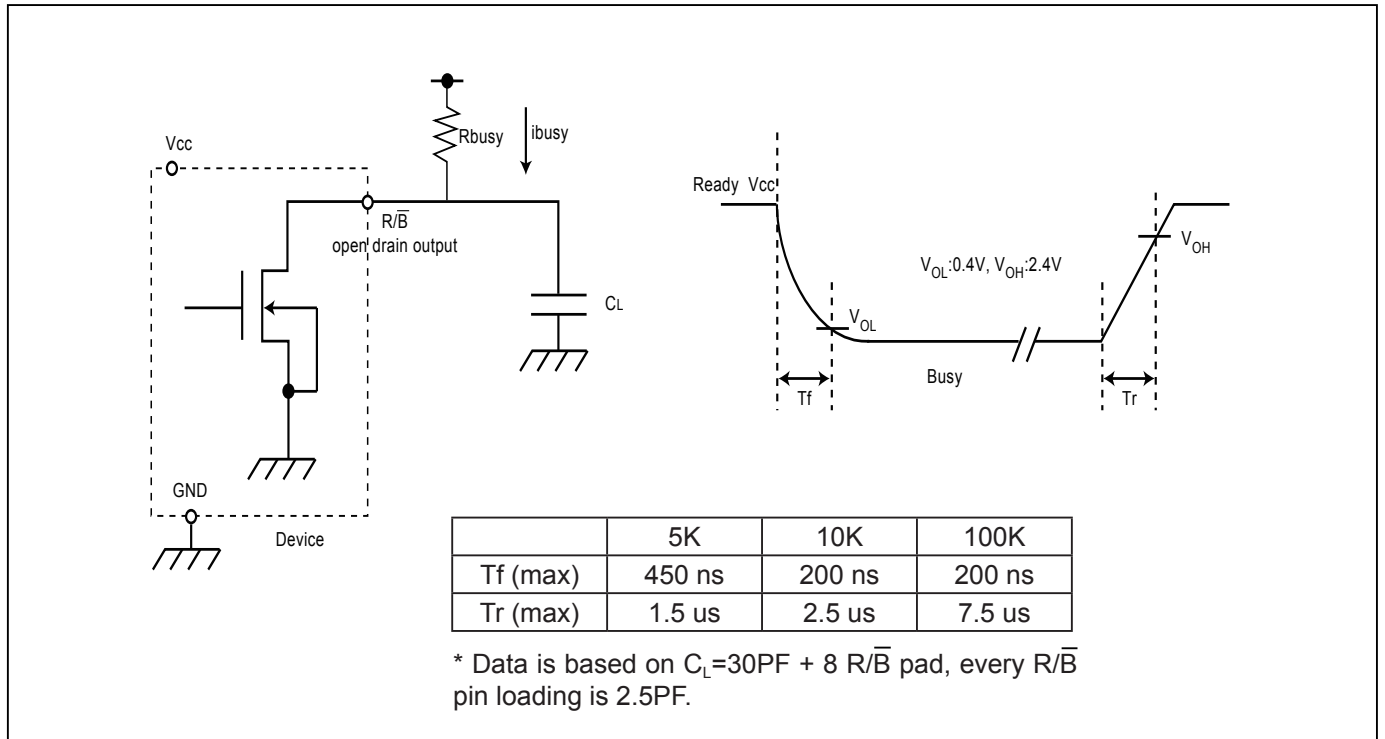 Vcc
Rbusy
ibusy
R/B̅
open drain output
CL
GND
Device
Ready Vcc
VOL:0.4V, VOH:2.4V
VOH
VOL
Busy
Tf
Tr
5K 10K 100K
Tf (max) 450 ns 200 ns 200 ns
Tr (max) 1.5 us 2.5 us 7.5 us
* Data is based on CL=30PF + 8 R/B̅ pad, every R/B̅
pin loading is 2.5PF.